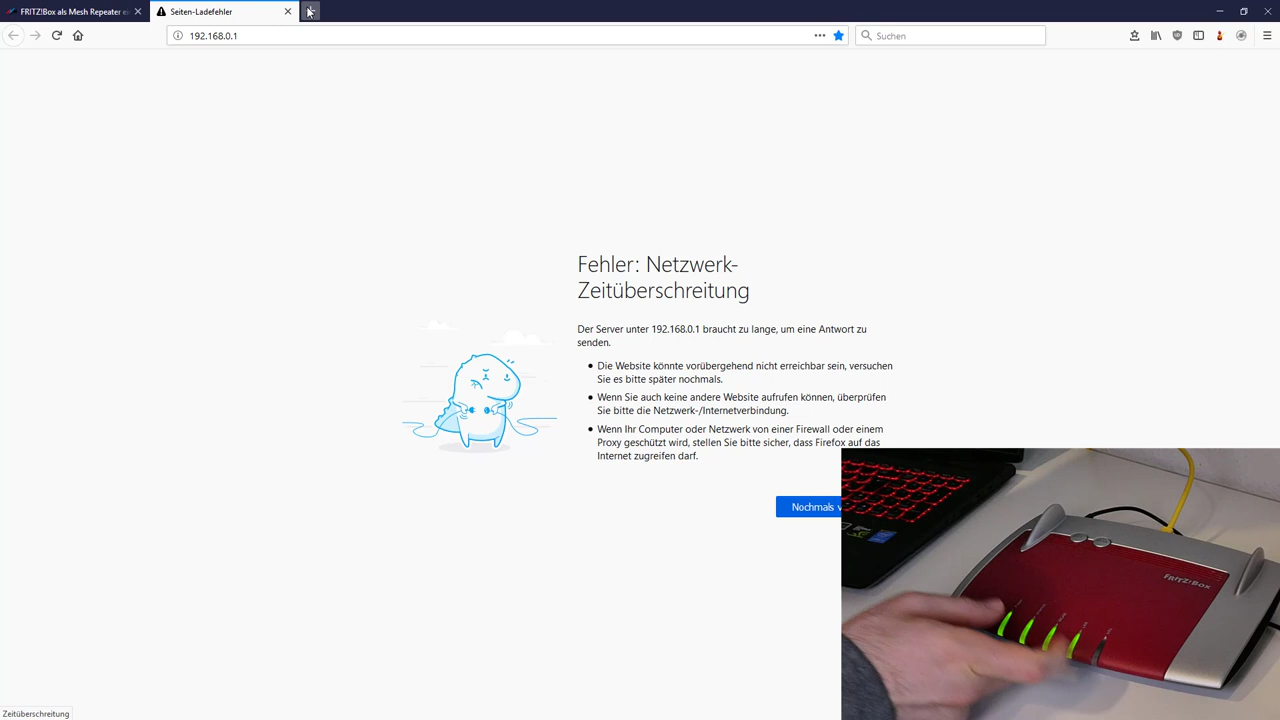 FRITZ!Box als Mesh Repeater e
Seiten-Ladefehler
192.168.0.1
Suchen
Fehler: Netzwerk-
Zeitüberschreitung
Der Server unter 192.168.0.1 braucht zu lange, um eine Antwort zu
senden.
Die Website könnte vorübergehend nicht erreichbar sein, versuchen
Sie es bitte später nochmals.
Wenn Sie auch keine andere Website aufrufen können, überprüfen
Sie bitte die Netzwerk-/Internetverbindung.
Wenn Ihr Computer oder Netzwerk von einer Firewall oder einem
Proxy geschützt wird, stellen Sie bitte sicher, dass Firefox auf das
Internet zugreifen darf.
Nochmals v
FRITZ!Box
Zeitüberschreitung